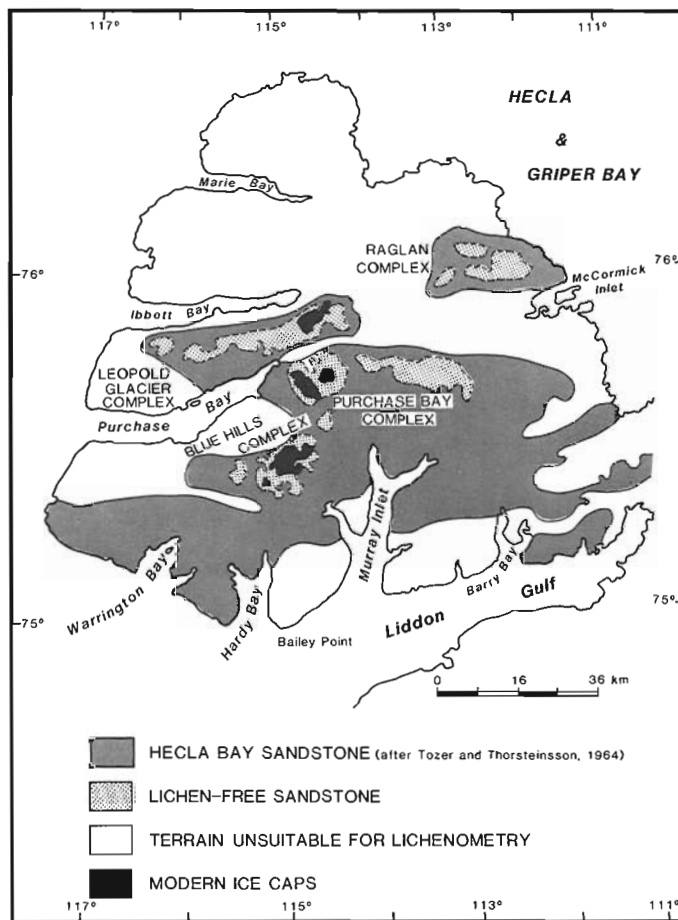 117°
115°
113°
111°
HECLA
&
GRIPER BAY
Marie Bay
RAGLAN
COMPLEX
76°
76°
McCormick
Inlet
Ibbott Bay
LEOPOLD
GLACIER
COMPLEX
Purchase Bay
PURCHASE BAY
COMPLEX
BLUE HILLS
COMPLEX
Murray Inlet
Warrington Bay
Hardy Bay
Barry Bay
75°
75°
Liddon Gulf
Bailey Point
0 16 36 km
HECLA BAY SANDSTONE (after Tozer and Thorsteinsson, 1964)
LICHEN-FREE SANDSTONE
TERRAIN UNSUITABLE FOR LICHENOMETRY
MODERN ICE CAPS
117°
115°
113°
111°